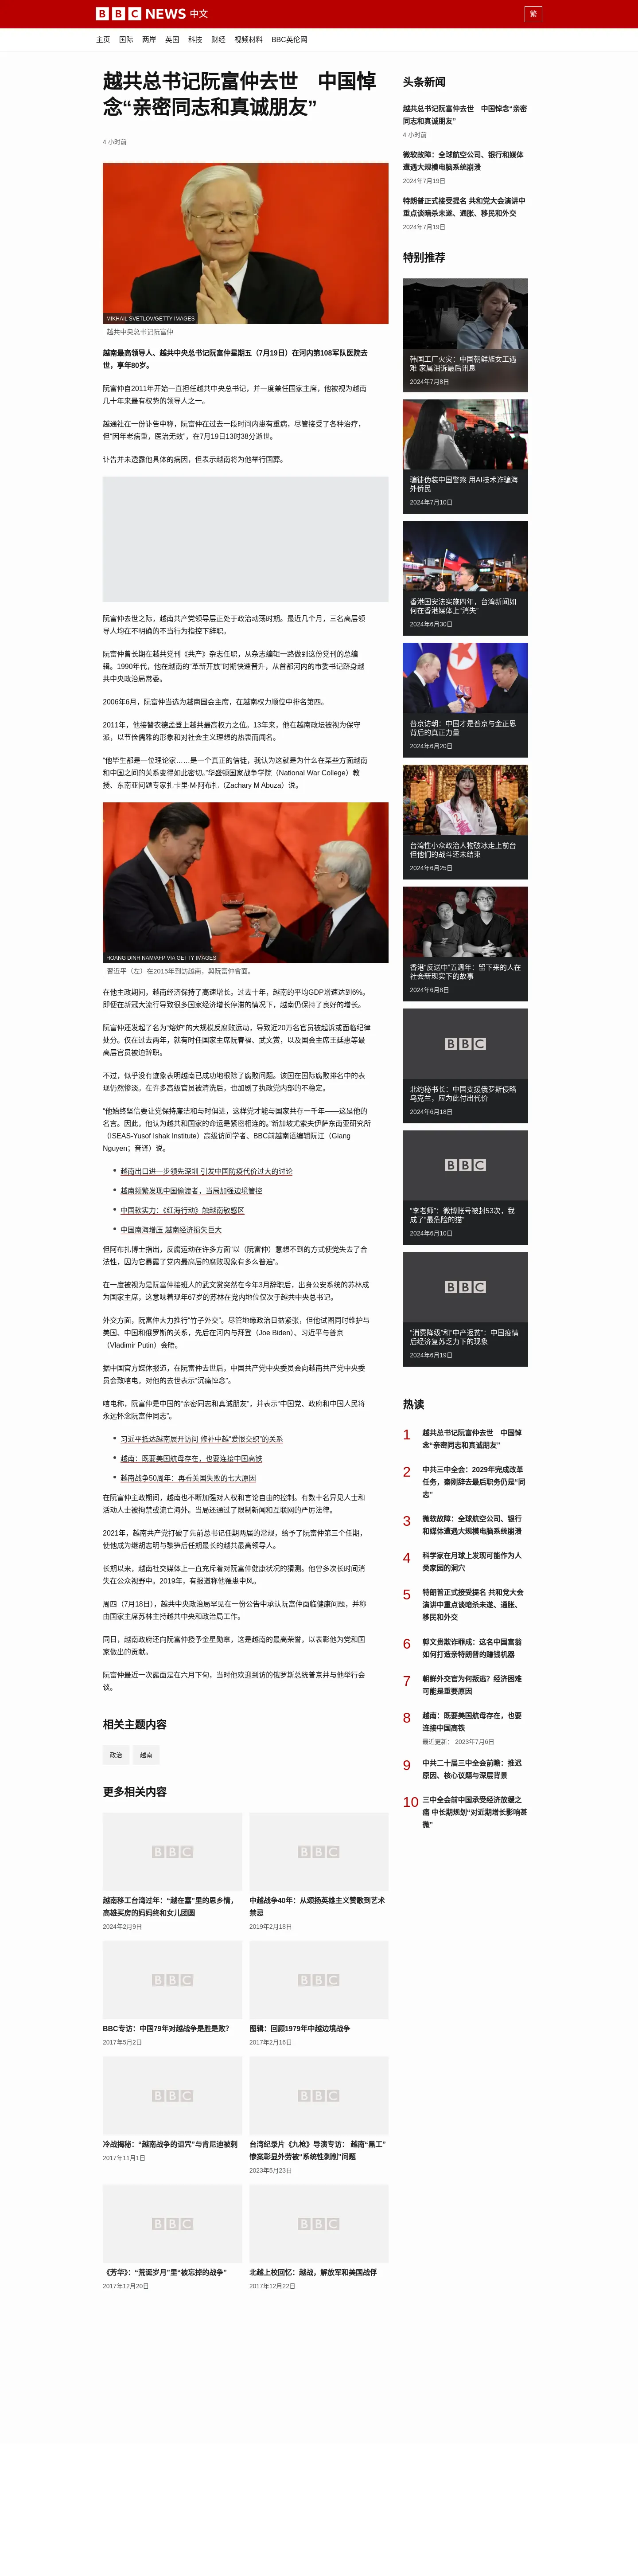 BBC NEWS 中文
繁
主页 国际 两岸 英国 科技 财经 视频材料 BBC英伦网
越共总书记阮富仲去世　中国悼
念“亲密同志和真诚朋友”
4 小时前
MIKHAIL SVETLOV/GETTY IMAGES
越共中央总书记阮富仲
越南最高领导人、越共中央总书记阮富仲星期五（7月19日）在河内第108军队医院去
世，享年80岁。
阮富仲自2011年开始一直担任越共中央总书记，并一度兼任国家主席，他被视为越南
几十年来最有权势的领导人之一。
越通社在一份讣告中称，阮富仲在过去一段时间内患有重病，尽管接受了各种治疗，
但“因年老病重，医治无效”，在7月19日13时38分逝世。
讣告并未透露他具体的病因，但表示越南将为他举行国葬。
阮富仲去世之际，越南共产党领导层正处于政治动荡时期。最近几个月，三名高层领
导人均在不明确的不当行为指控下辞职。
阮富仲曾长期在越共党刊《共产》杂志任职，从杂志编辑一路做到这份党刊的总编
辑。1990年代，他在越南的“革新开放”时期快速晋升，从首都河内的市委书记跻身越
共中央政治局常委。
2006年6月，阮富仲当选为越南国会主席，在越南权力顺位中排名第四。
2011年，他接替农德孟登上越共最高权力之位。13年来，他在越南政坛被视为保守
派，以节俭儒雅的形象和对社会主义理想的热衷而闻名。
“他毕生都是一位理论家……是一个真正的信徒，我认为这就是为什么在某些方面越南
和中国之间的关系变得如此密切。”华盛顿国家战争学院（National War College）教
授、东南亚问题专家扎卡里·M·阿布扎（Zachary M Abuza）说。
HOANG DINH NAM/AFP VIA GETTY IMAGES
習近平（左）在2015年到訪越南，與阮富仲會面。
在他主政期间，越南经济保持了高速增长。过去十年，越南的平均GDP增速达到6%。
即便在新冠大流行导致很多国家经济增长停滞的情况下，越南仍保持了良好的增长。
阮富仲还发起了名为“熔炉”的大规模反腐败运动，导致近20万名官员被起诉或面临纪律
处分。仅在过去两年，就有时任国家主席阮春福、武文赏，以及国会主席王廷惠等最
高层官员被迫辞职。
不过，似乎没有迹象表明越南已成功地根除了腐败问题。该国在国际腐败排名中的表
现仍然惨淡。在许多高级官员被清洗后，也加剧了执政党内部的不稳定。
“他始终坚信要让党保持廉洁和与时俱进，这样党才能与国家共存一千年——这是他的
名言。因此，他认为越共和国家的命运是紧密相连的。”新加坡尤索夫伊萨东南亚研究所
（ISEAS-Yusof Ishak Institute）高级访问学者、BBC前越南语编辑阮江（Giang
Nguyen；音译）说。
越南出口进一步领先深圳 引发中国防疫代价过大的讨论
越南频繁发现中国偷渡者，当局加强边境管控
中国软实力：《红海行动》触越南敏感区
中国南海增压 越南经济损失巨大
但阿布扎博士指出，反腐运动在许多方面“以（阮富仲）意想不到的方式使党失去了合
法性，因为它暴露了党内最高层的腐败现象有多么普遍”。
在一度被视为是阮富仲接班人的武文赏突然在今年3月辞职后，出身公安系统的苏林成
为国家主席，这意味着现年67岁的苏林在党内地位仅次于越共中央总书记。
外交方面，阮富仲大力推行“竹子外交”。尽管地缘政治日益紧张，但他试图同时维护与
美国、中国和俄罗斯的关系，先后在河内与拜登（Joe Biden）、习近平与普京
（Vladimir Putin）会晤。
据中国官方媒体报道，在阮富仲去世后，中国共产党中央委员会向越南共产党中央委
员会致唁电，对他的去世表示“沉痛悼念”。
唁电称，阮富仲是中国的“亲密同志和真诚朋友”，并表示“中国党、政府和中国人民将
永远怀念阮富仲同志”。
习近平抵达越南展开访问 修补中越“爱恨交织”的关系
越南：既要美国航母存在，也要连接中国高铁
越南战争50周年：再看美国失败的七大原因
在阮富仲主政期间，越南也不断加强对人权和言论自由的控制。有数十名异见人士和
活动人士被拘禁或流亡海外。当局还通过了限制新闻和互联网的严厉法律。
2021年，越南共产党打破了先前总书记任期两届的常规，给予了阮富仲第三个任期，
使他成为继胡志明与黎笋后任期最长的越共最高领导人。
长期以来，越南社交媒体上一直充斥着对阮富仲健康状况的猜测。他曾多次长时间消
失在公众视野中。2019年，有报道称他罹患中风。
周四（7月18日），越共中央政治局罕见在一份公告中承认阮富仲面临健康问题，并称
由国家主席苏林主持越共中央和政治局工作。
同日，越南政府还向阮富仲授予金星勋章，这是越南的最高荣誉，以表彰他为党和国
家做出的贡献。
阮富仲最近一次露面是在六月下旬，当时他欢迎到访的俄罗斯总统普京并与他举行会
谈。
相关主题内容
政治 越南
更多相关内容
BBC BBC
越南移工台湾过年：“越在嘉”里的思乡情，
高雄买房的妈妈终和女儿团圆
2024年2月9日
中越战争40年：从颂扬英雄主义赞歌到艺术
禁忌
2019年2月18日
BBC BBC
BBC专访：中国79年对越战争是胜是败？
2017年5月2日
图辑：回顾1979年中越边境战争
2017年2月16日
BBC BBC
冷战揭秘：“越南战争的诅咒”与肯尼迪被刺
2017年11月1日
台湾纪录片《九枪》导演专访： 越南“黑工”
惨案彰显外劳被“系统性剥削”问题
2023年5月23日
BBC BBC
《芳华》：“荒诞岁月”里“被忘掉的战争”
2017年12月20日
北越上校回忆：越战，解放军和美国战俘
2017年12月22日
头条新闻
越共总书记阮富仲去世　中国悼念“亲密
同志和真诚朋友”
4 小时前
微软故障：全球航空公司、银行和媒体
遭遇大规模电脑系统崩溃
2024年7月19日
特朗普正式接受提名 共和党大会演讲中
重点谈暗杀未遂、通胀、移民和外交
2024年7月19日
特别推荐
韩国工厂火灾：中国朝鲜族女工遇
难 家属泪诉最后讯息
2024年7月8日
骗徒伪装中国警察 用AI技术诈骗海
外侨民
2024年7月10日
香港国安法实施四年，台湾新闻如
何在香港媒体上“消失”
2024年6月30日
普京访朝：中国才是普京与金正恩
背后的真正力量
2024年6月20日
台湾性小众政治人物破冰走上前台
但他们的战斗还未结束
2024年6月25日
香港“反送中”五週年：留下来的人在
社会新现实下的故事
2024年6月8日
BBC
北约秘书长：中国支援俄罗斯侵略
乌克兰，应为此付出代价
2024年6月18日
BBC
“李老师”：微博账号被封53次，我
成了“最危险的猫”
2024年6月10日
BBC
“消费降级”和“中产返贫”：中国疫情
后经济复苏乏力下的现象
2024年6月19日
热读
1 越共总书记阮富仲去世　中国悼
念“亲密同志和真诚朋友”
2 中共三中全会：2029年完成改革
任务，秦刚辞去最后职务仍是“同
志”
3 微软故障：全球航空公司、银行
和媒体遭遇大规模电脑系统崩溃
4 科学家在月球上发现可能作为人
类家园的洞穴
5 特朗普正式接受提名 共和党大会
演讲中重点谈暗杀未遂、通胀、
移民和外交
6 郭文贵欺诈罪成：这名中国富翁
如何打造亲特朗普的赚钱机器
7 朝鲜外交官为何叛逃？经济困难
可能是重要原因
8 越南：既要美国航母存在，也要
连接中国高铁
最近更新： 2023年7月6日
9 中共二十届三中全会前瞻：推迟
原因、核心议题与深层背景
10 三中全会前中国承受经济放缓之
痛 中长期规划“对近期增长影响甚
微”